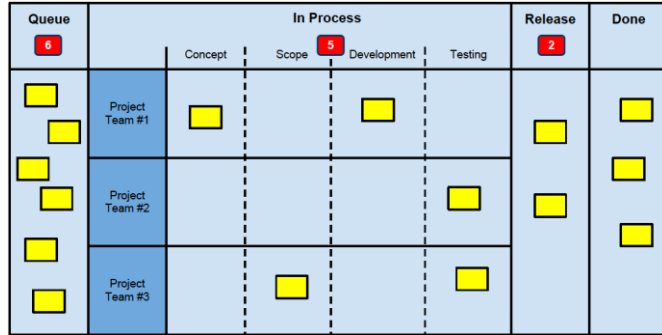 Queue
6
In Process
5
Concept
Scope
Development
Testing
Release
2
Done
Project
Team #1
Project
Team #2
Project
Team #3